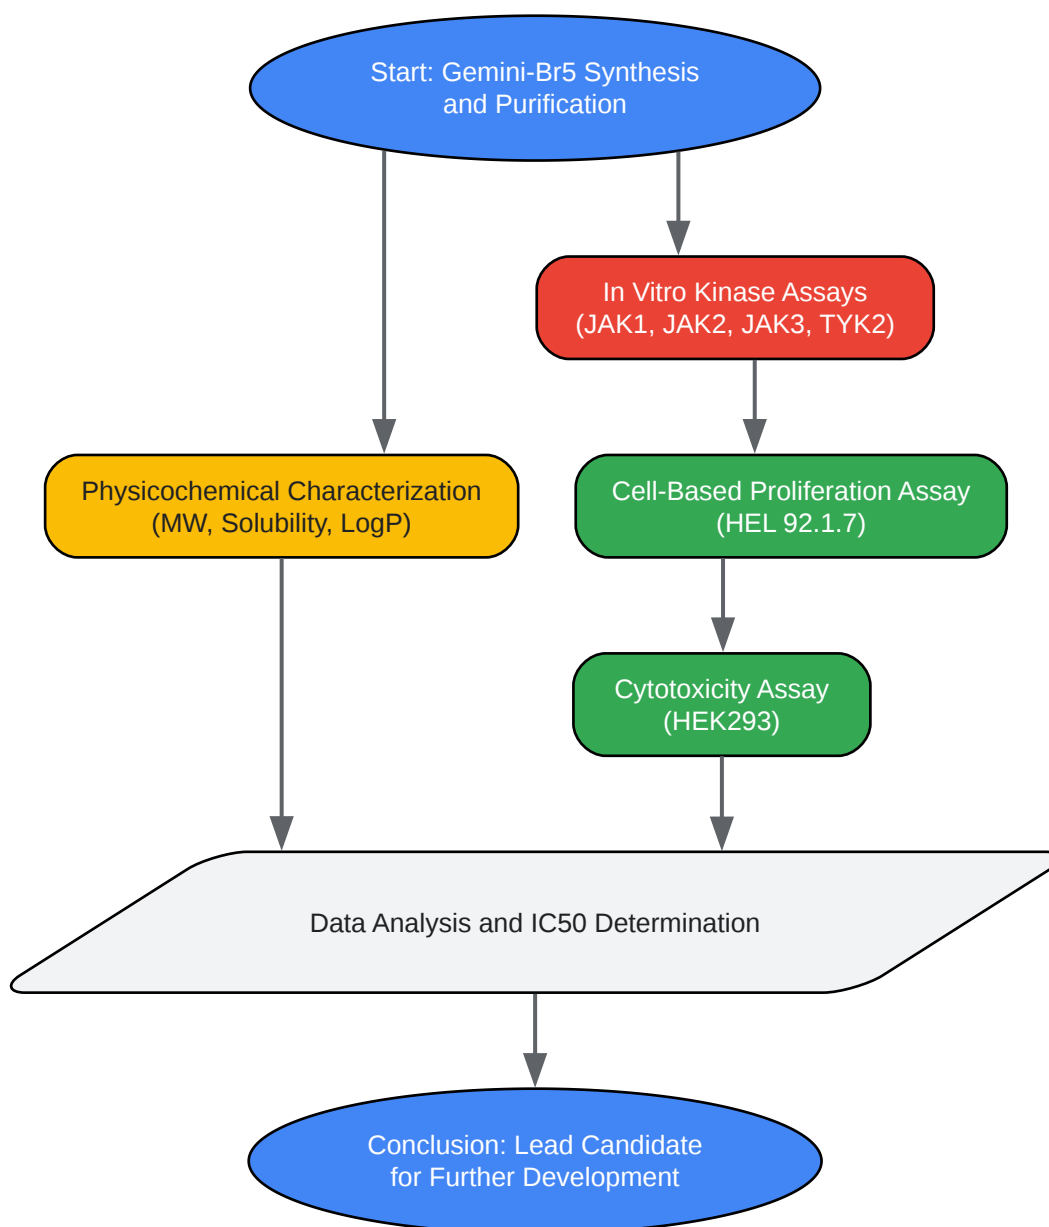 Start: Gemini-Br5 Synthesis
and Purification
In Vitro Kinase Assays
(JAK1, JAK2, JAK3, TYK2)
Physicochemical Characterization
(MW, Solubility, LogP)
Cell-Based Proliferation Assay
(HEL 92.1.7)
Cytotoxicity Assay
(HEK293)
Data Analysis and IC50 Determination
Conclusion: Lead Candidate
for Further Development